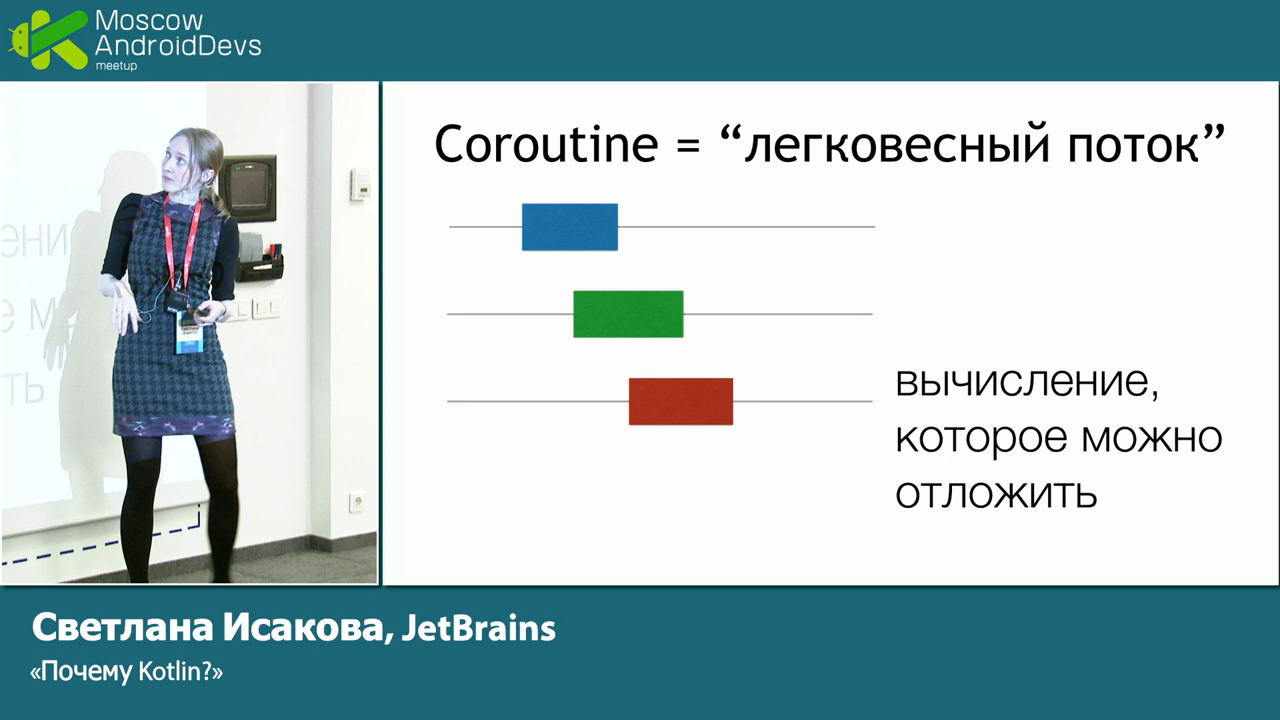 Moscow
AndroidDevs
meetup
Coroutine = “легковесный поток”
вычисление,
которое можно
отложить
Светлана Исакова, JetBrains
«Почему Kotlin?»